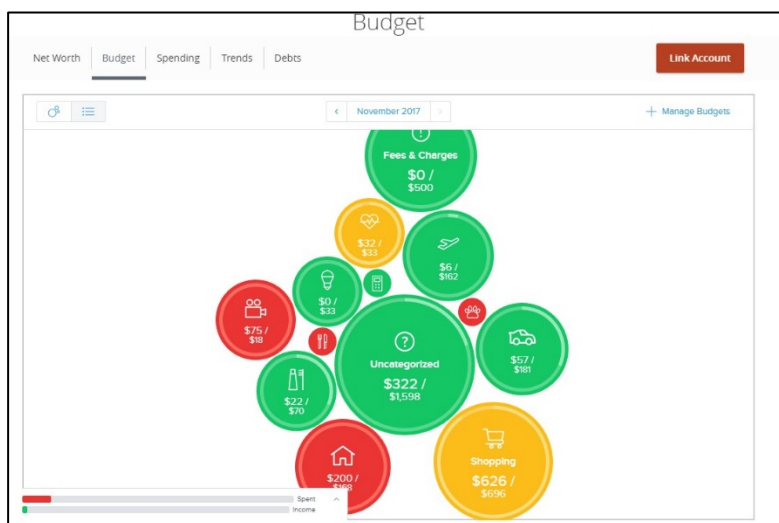 Budget
Net Worth
Budget
Spending
Trends
Debts
Link Account
November 2017
+ Manage Budgets
Fees & Charges
$0 /
$500
$32 /
$33
$6 /
$162
$0 /
$33
$75 /
$18
?
Uncategorized
$322 /
$1,598
$57 /
$181
$22 /
$70
$200 /
$168
Shopping
$626 /
$696
Spent
Income